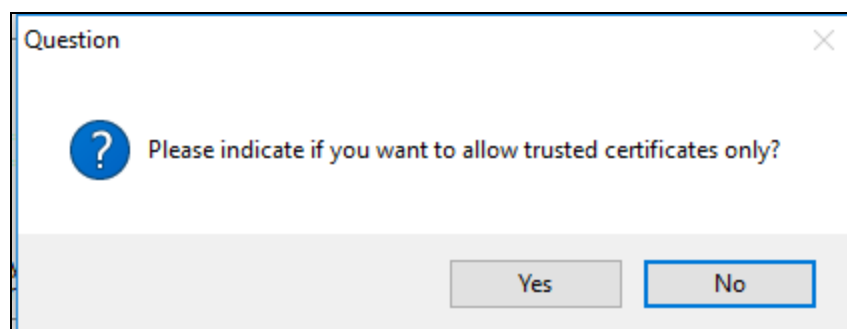 Question
Please indicate if you want to allow trusted certificates only?
Yes
No